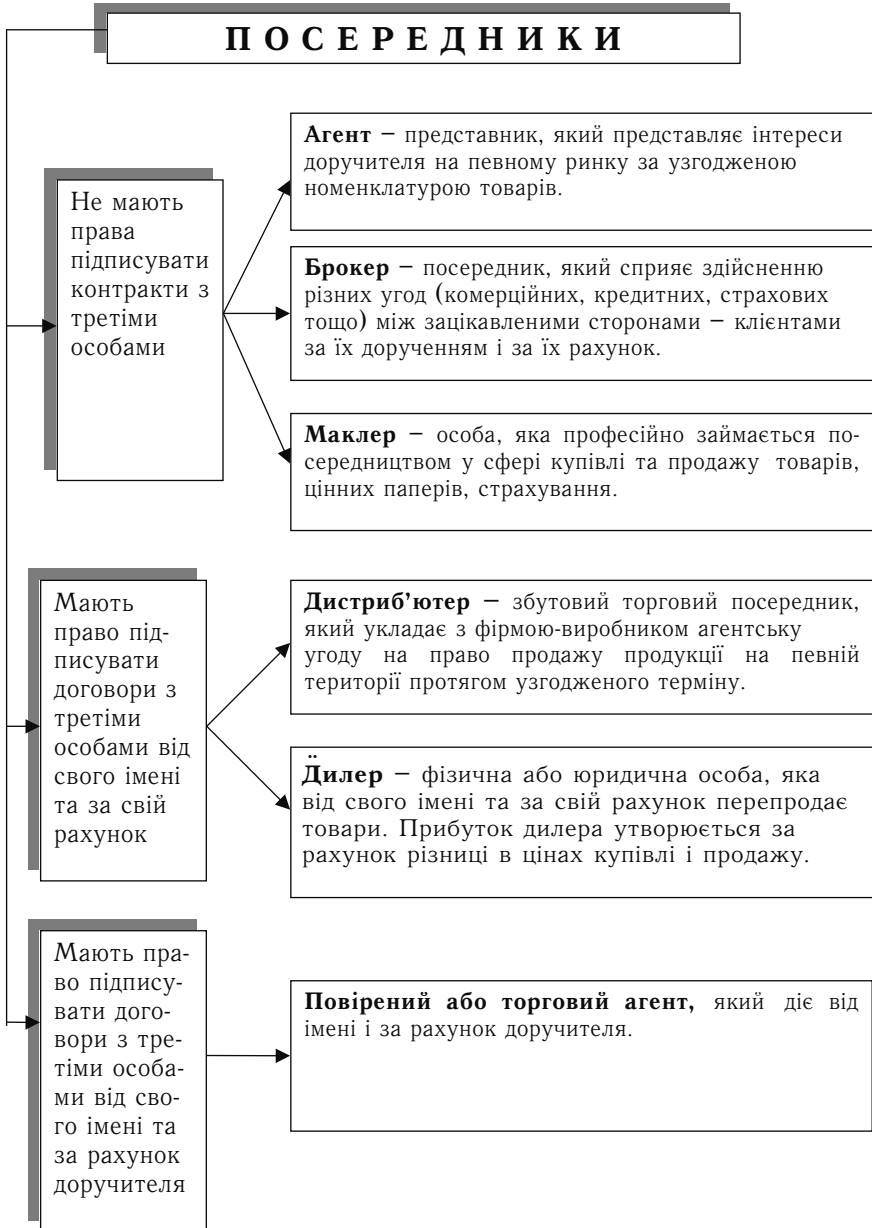 ПОСЕРЕДНИКИ
Не мають
права
підписувати
контракти з
третіми
особами
Агент – представник, який представляє інтереси
доручителя на певному ринку за узгодженою
номенклатурою товарів.
Брокер – посередник, який сприяє здійсненню
різних угод (комерційних, кредитних, страхових
тощо) між зацікавленими сторонами – клієнтами
за їх дорученням і за їх рахунок.
Маклер – особа, яка професійно займається по-
середництвом у сфері купівлі та продажу товарів,
цінних паперів, страхування.
Мають
право під-
писувати
договори з
третіми
особами від
свого імені
та за свій
рахунок
Дистриб’ютер – збутовий торговий посередник,
який укладає з фірмою-виробником агентську
угоду на право продажу продукції на певній
території протягом узгодженого терміну.
Д̈илер – фізична або юридична особа, яка
від свого імені та за свій рахунок перепродає
товари. Прибуток дилера утворюється за
рахунок різниці в цінах купівлі і продажу.
Мають пра-
во підпису-
вати дого-
вори з тре-
тіми особа-
ми від сво-
го імені та
за рахунок
доручителя
Повірений або торговий агент, який діє від
імені і за рахунок доручителя.